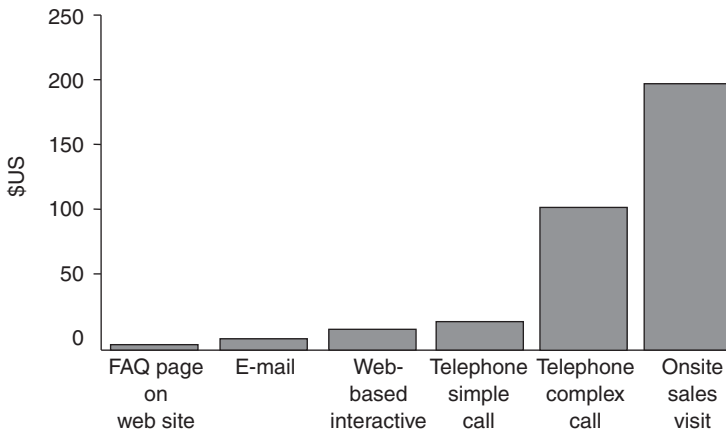 250
200
150
100
50
0
$US
FAQ page
on
web site
E-mail
Web-
based
interactive
Telephone
simple
call
Telephone
complex
call
Onsite
sales
visit